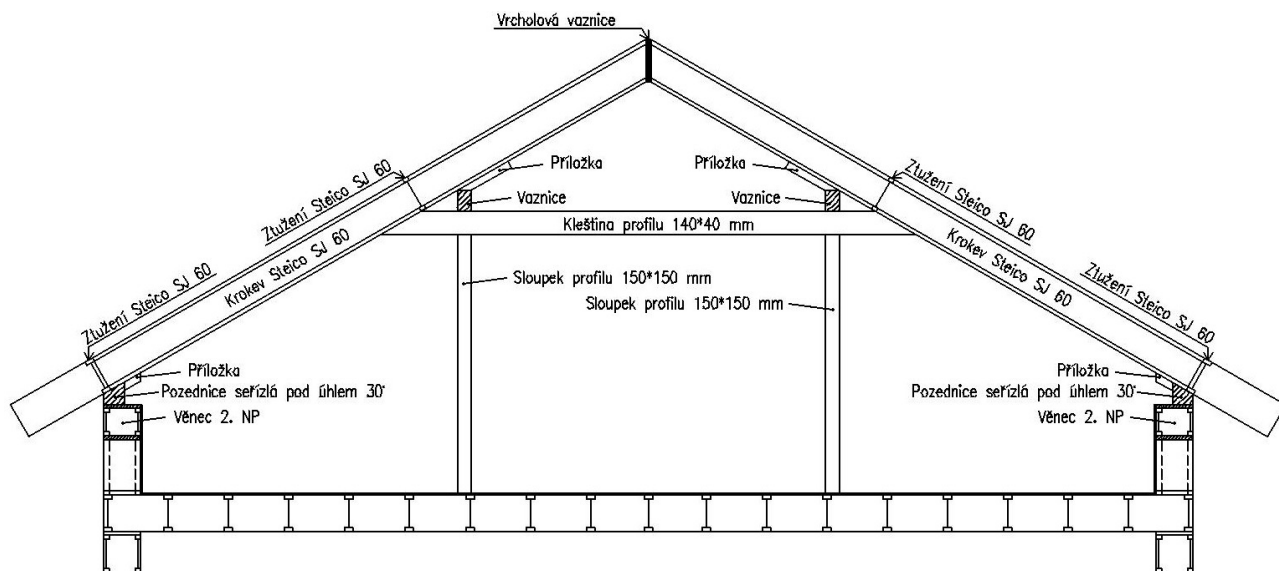 Vrcholová vaznice
Ztužení Steico SJ 60
Příložka
Příložka
Ztužení Steico SJ 60
Vaznice
Vaznice
Kleština profilu 140*40 mm
Krokev Steico SJ 60
Krokev Steico SJ 60
Sloupek profilu 150*150 mm
Sloupek profilu 150*150 mm
Ztužení Steico SJ 60
Ztužení Steico SJ 60
Příložka
Příložka
Pozednice seřízlá pod úhlem 30°
Pozednice seřízlá pod úhlem 30°
Věnec 2. NP
Věnec 2. NP